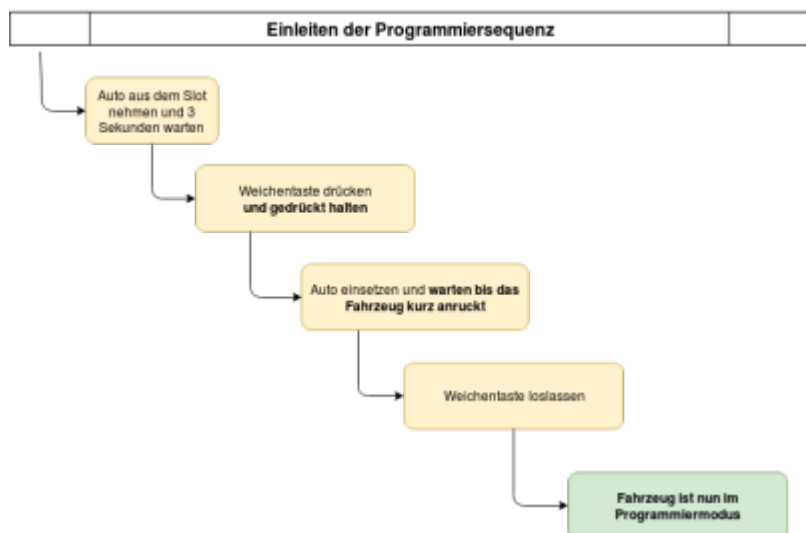 Einleiten der Programmiersequenz
Auto aus dem Slot
nehmen und 3
Sekunden warten
Weichentaste drücken
und gedrückt halten
Auto einsetzen und warten bis das
Fahrzeug kurz anruckt
Weichentaste loslassen
Fahrzeug ist nun im
Programmiermodus